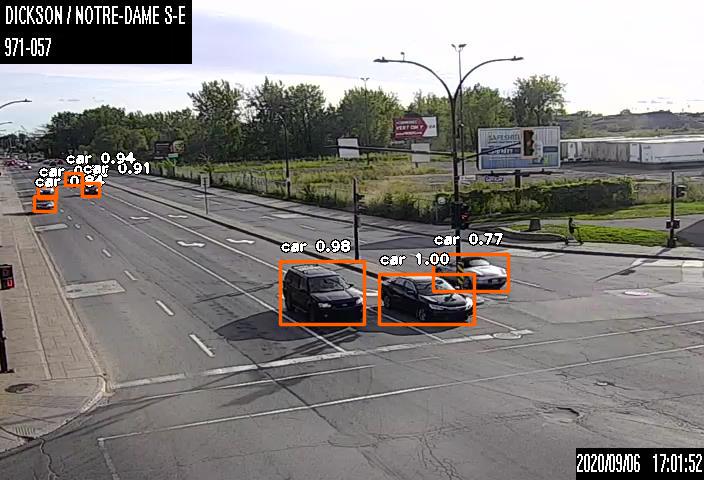 DICKSON / NOTRE-DAME S-E
971-057
car 0.94
car 0.91
car 0.98
car 1.00
car 0.77
2020/09/06 17:01:52